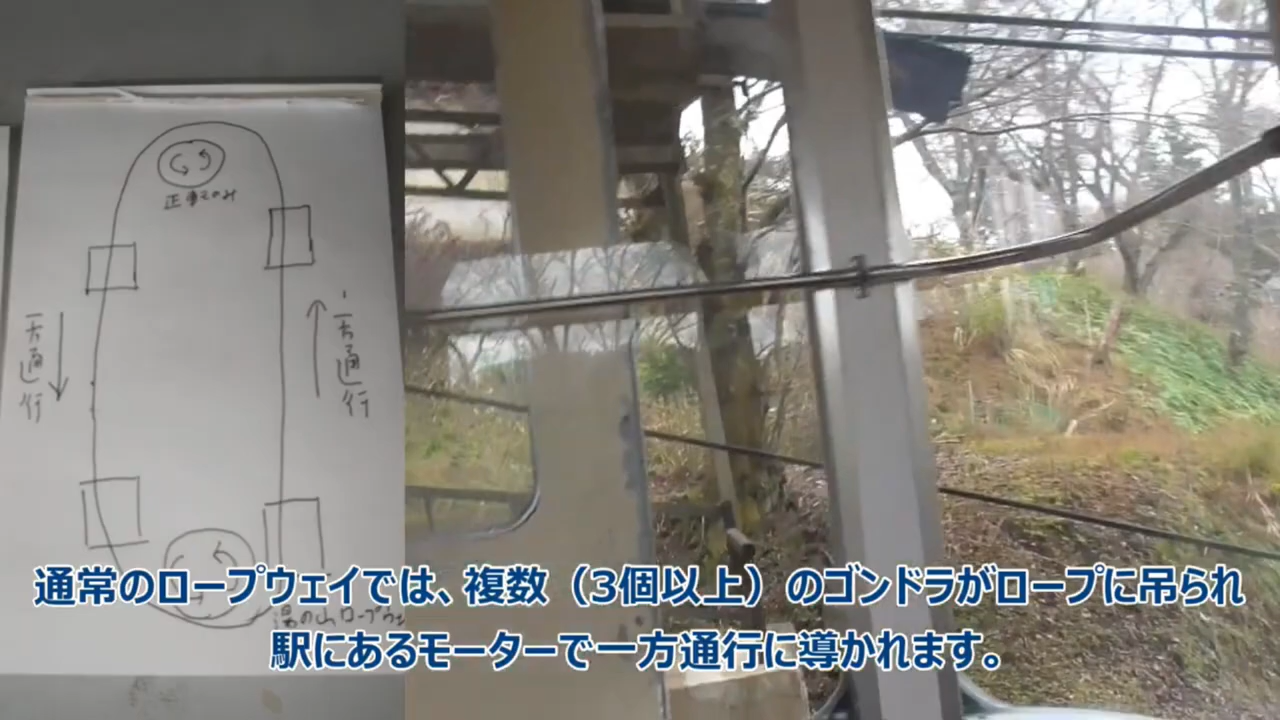 正転のみ
一方通行
一方通行
湯の山ロープウェ
通常のロープウェイでは、複数（3個以上）のゴンドラがロープに吊られ
駅にあるモーターで一方通行に導かれます。